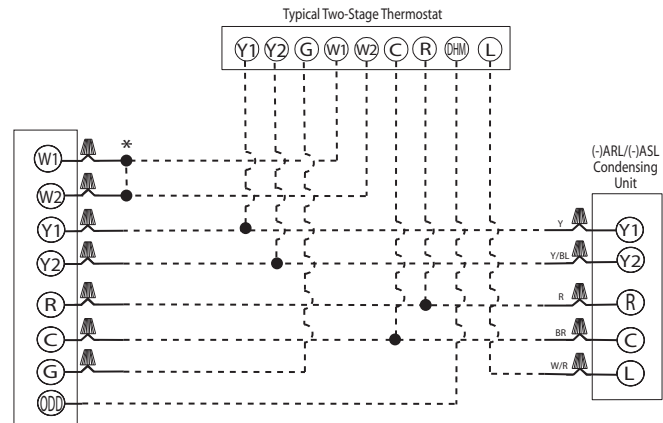 Typical Two-Stage Thermostat
Y1 Y2 G W1 W2 C R DHM L
(-)ARL/(-)ASL
Condensing
Unit
*
W1
W2
Y1
Y Y1
Y2
Y/BL Y2
R
R R
C
BR C
G
W/R L
ODD